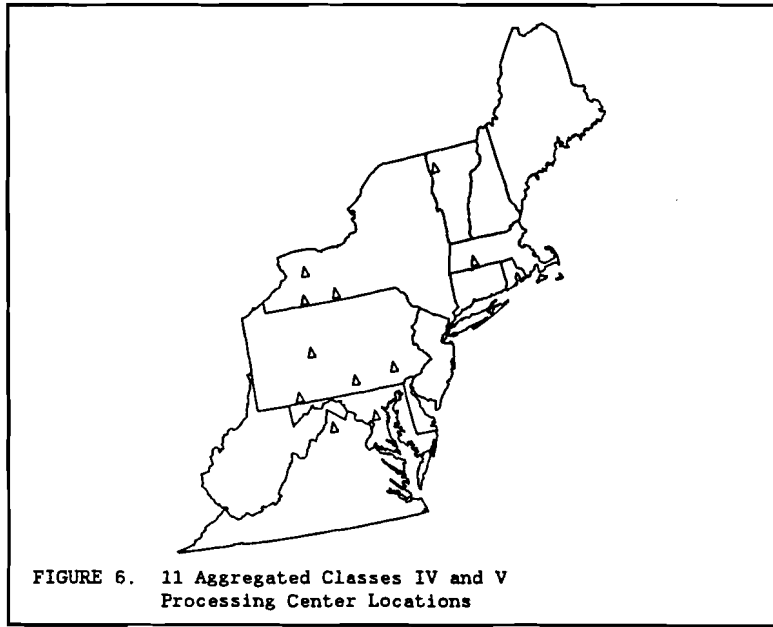 FIGURE 6. 11 Aggregated Classes IV and V
Processing Center Locations